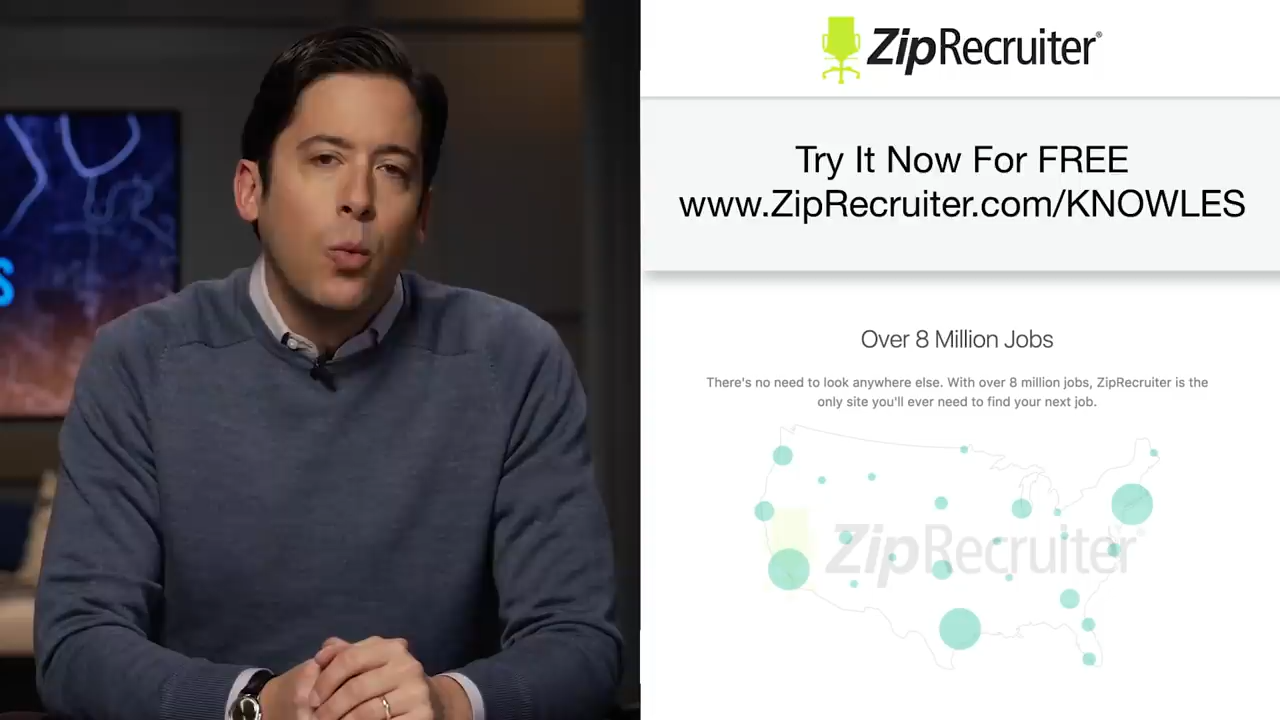 S
ZipRecruiter®
Try It Now For FREE
www.ZipRecruiter.com/KNOWLES
Over 8 Million Jobs
There's no need to look anywhere else. With over 8 million jobs, ZipRecruiter is the
only site you'll ever need to find your next job.
ZipRecruiter®